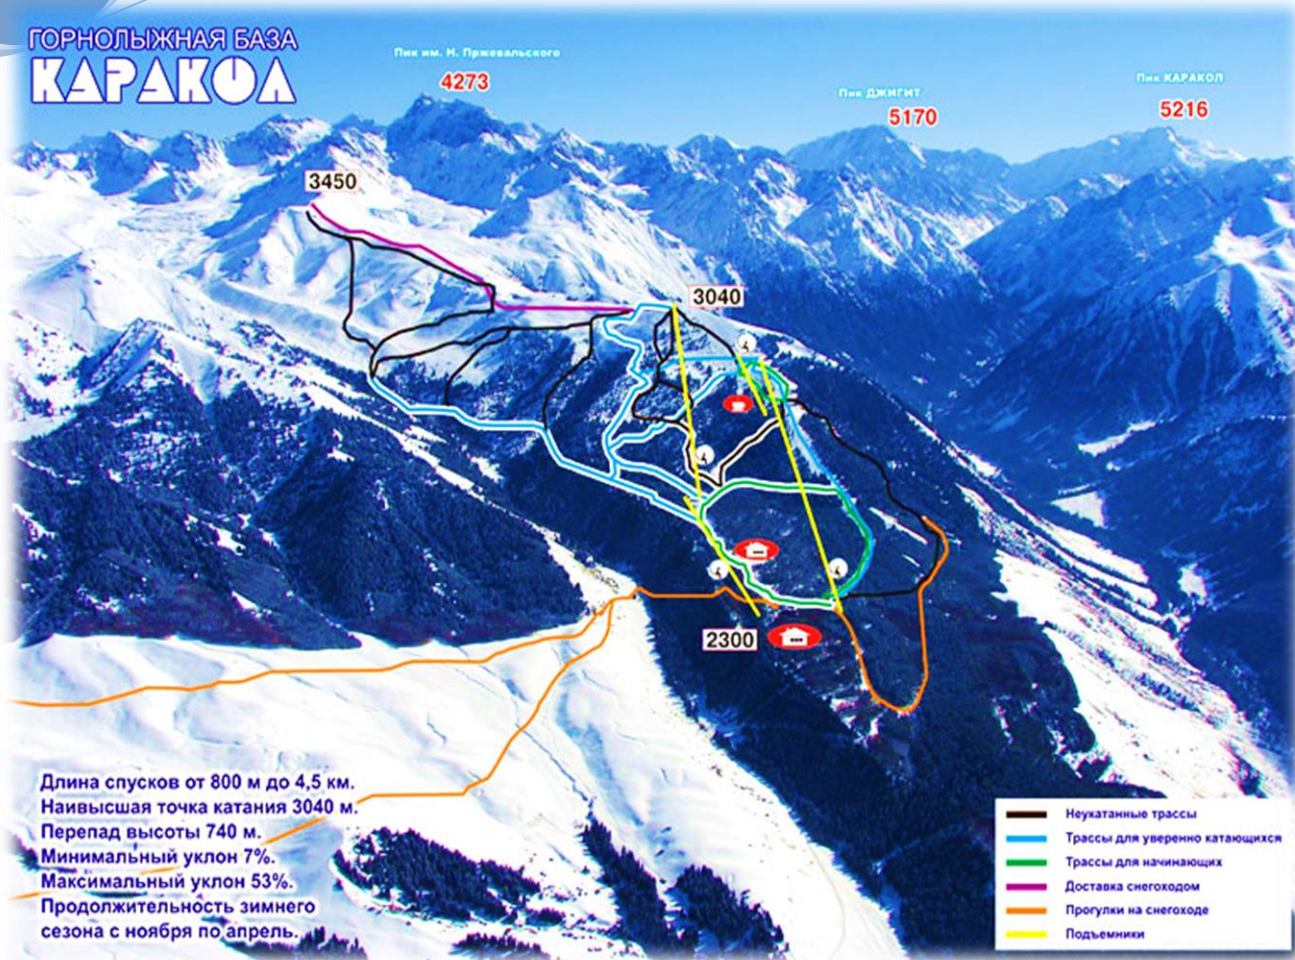 ГОРНОЛЫЖНАЯ БАЗА
КАРАКОЛ
Пик им. Н. Пржевальского
4273
Пик ДЖИГИТ
5170
Пик КАРАКОЛ
5216
3450
3040
2300
Длина спусков от 800 м до 4,5 км.
Наивысшая точка катания 3040 м.
Перепад высоты 740 м.
Минимальный уклон 7%.
Максимальный уклон 53%.
Продолжительность зимнего
сезона с ноября по апрель.
Неукатанные трассы
Трассы для уверенно катающихся
Трассы для начинающих
Доставка снегоходом
Прогулки на снегоходе
Подъемники